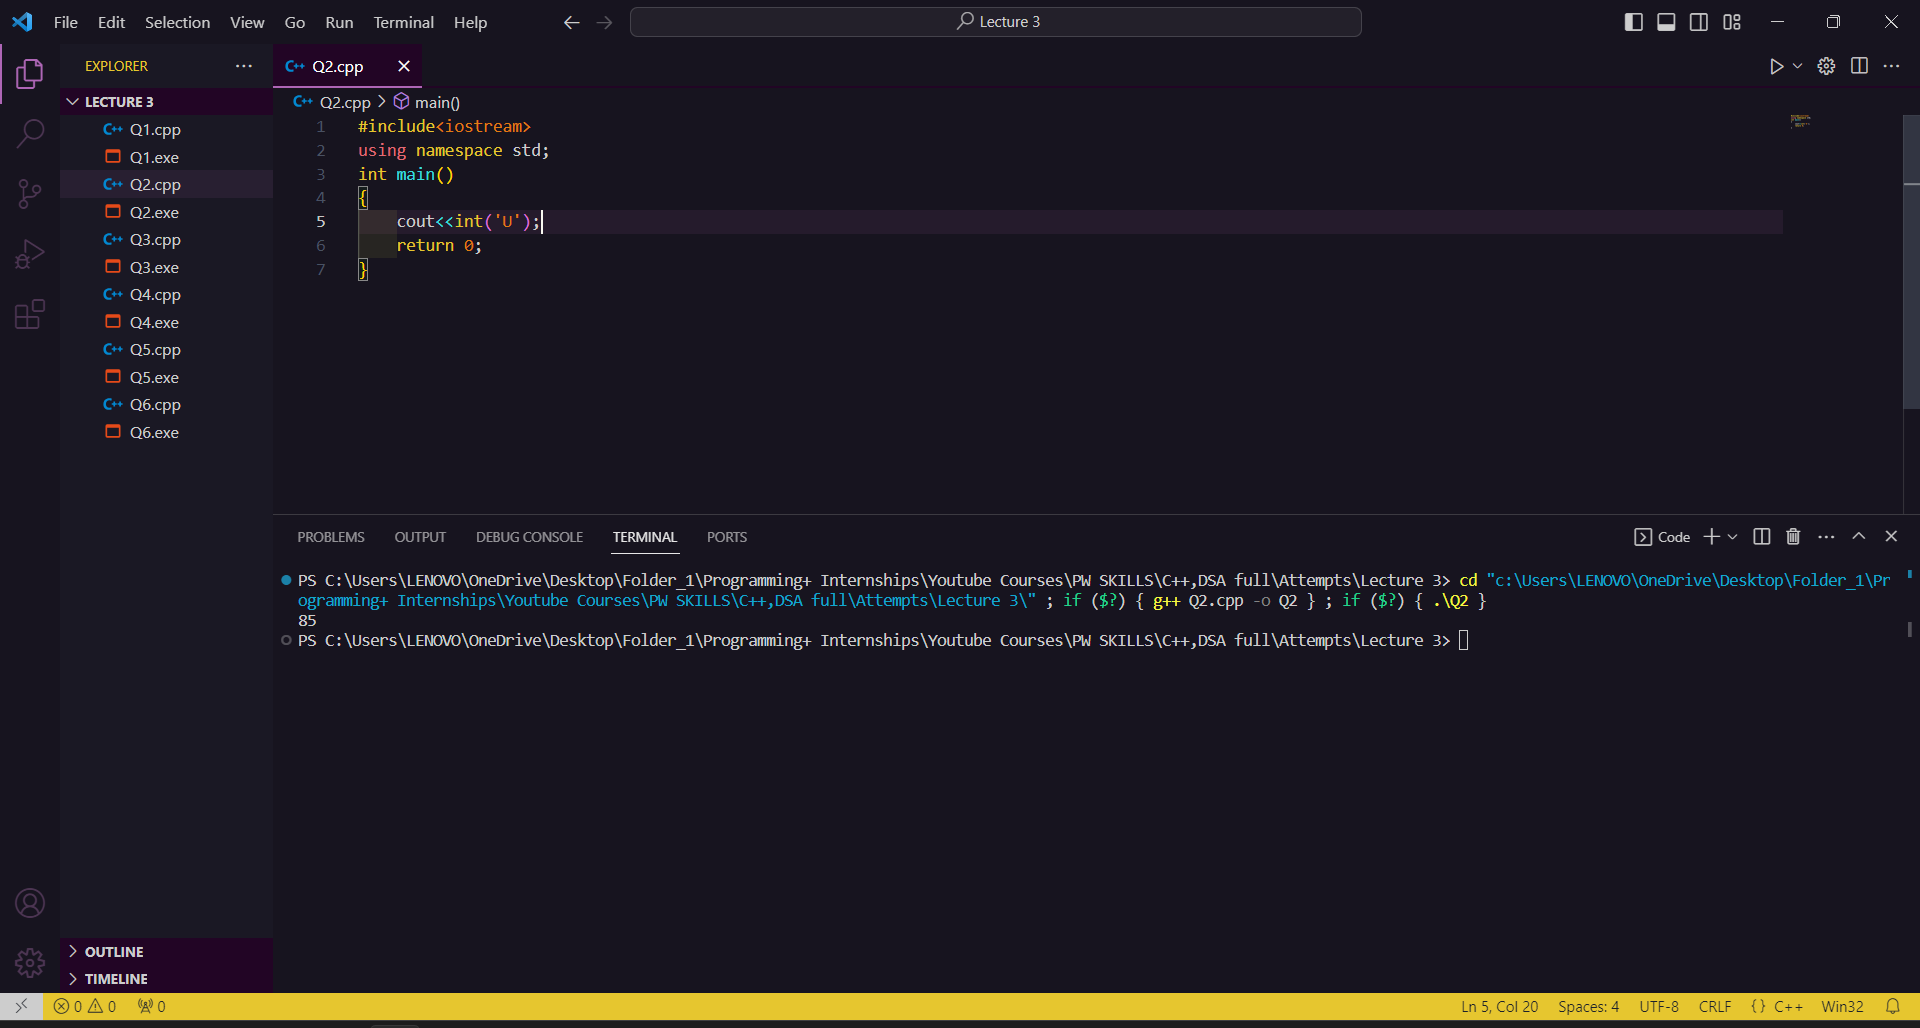 File Edit Selection View Go Run Terminal Help
Lecture 3
EXPLORER
LECTURE 3
Q1.cpp
Q1.exe
Q2.cpp
Q2.exe
Q3.cpp
Q3.exe
Q4.cpp
Q4.exe
Q5.cpp
Q5.exe
Q6.cpp
Q6.exe
OUTLINE
TIMELINE
C++ Q2.cpp
C++ Q2.cpp > main()
1 #include<iostream>
2 using namespace std;
3 int main()
4 {
5 cout<<int('U');
6 return 0;
7 }
PROBLEMS OUTPUT DEBUG CONSOLE TERMINAL PORTS
Code
PS C:\Users\LENOVO\OneDrive\Desktop\Folder_1\Programming+ Internships\Youtube Courses\PW SKILLS\C++,DSA full\Attempts\Lecture 3> cd "c:\Users\LENOVO\OneDrive\Desktop\Folder_1\Pr
ogramming+ Internships\Youtube Courses\PW SKILLS\C++,DSA full\Attempts\Lecture 3\" ; if ($?) { g++ Q2.cpp -o Q2 } ; if ($?) { .\Q2 }
85
PS C:\Users\LENOVO\OneDrive\Desktop\Folder_1\Programming+ Internships\Youtube Courses\PW SKILLS\C++,DSA full\Attempts\Lecture 3>
0 0 0 Ln 5, Col 20 Spaces: 4 UTF-8 CRLF {} C++ Win32